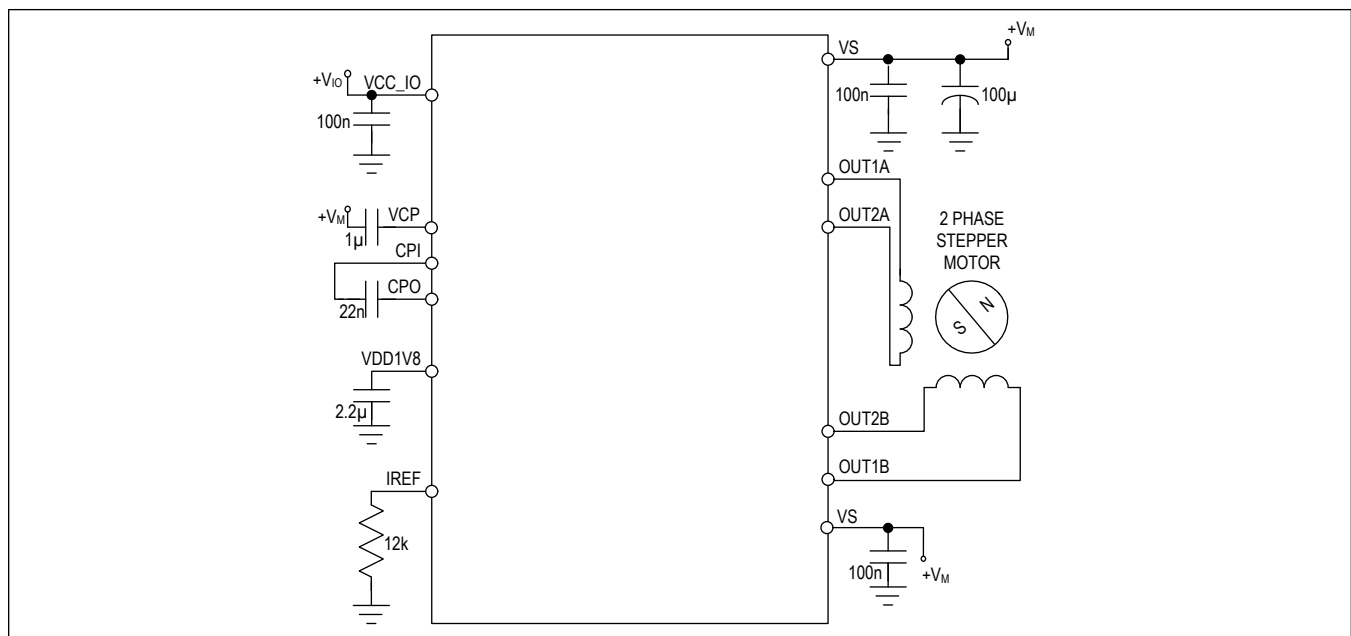 +VM
VS
+VIO
VCC_IO
100n
100n
100µ
OUT1A
OUT2A
2 PHASE
STEPPER
MOTOR
+VM
VCP
1µ
CPI
CPO
22n
N
S
VDD1V8
2.2µ
OUT2B
OUT1B
IREF
12k
VS
100n
+VM